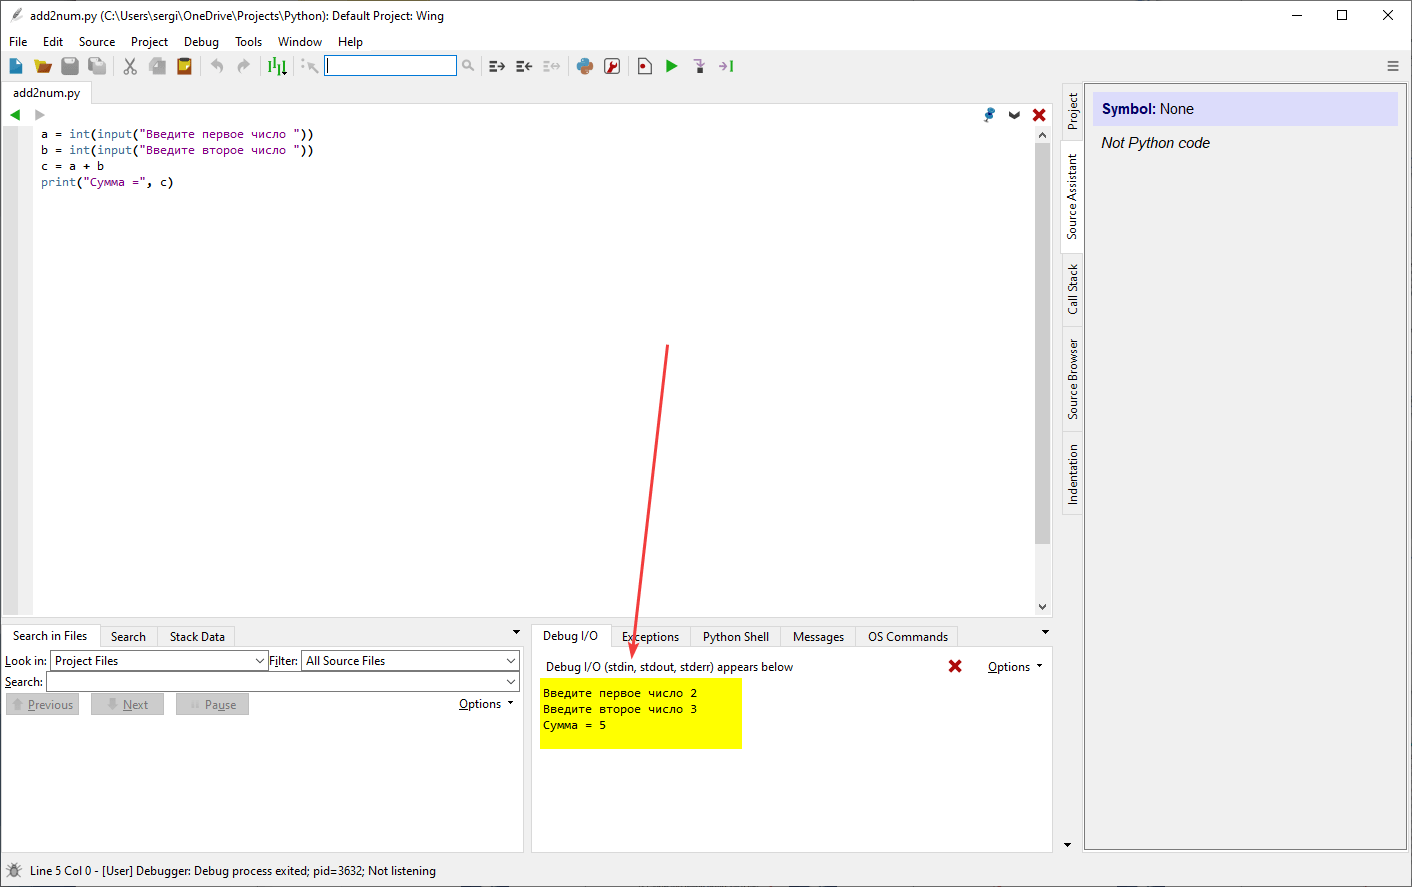 add2num.py (C:\Users\sergi\OneDrive\Projects\Python): Default Project: Wing
File Edit Source Project Debug Tools Window Help
add2num.py
a = int(input("Введите первое число "))
b = int(input("Введите второе число "))
c = a + b
print("Сумма =", c)
Project
Source Assistant
Call Stack
Source Browser
Indentation
Symbol: None
Not Python code
Search in Files Search Stack Data
Look in: Project Files Filter: All Source Files
Search:
Previous Next Pause Options
Debug I/O Exceptions Python Shell Messages OS Commands
Debug I/O (stdin, stdout, stderr) appears below Options
Введите первое число 2
Введите второе число 3
Сумма = 5
Line 5 Col 0 - [User] Debugger: Debug process exited; pid=3632; Not listening